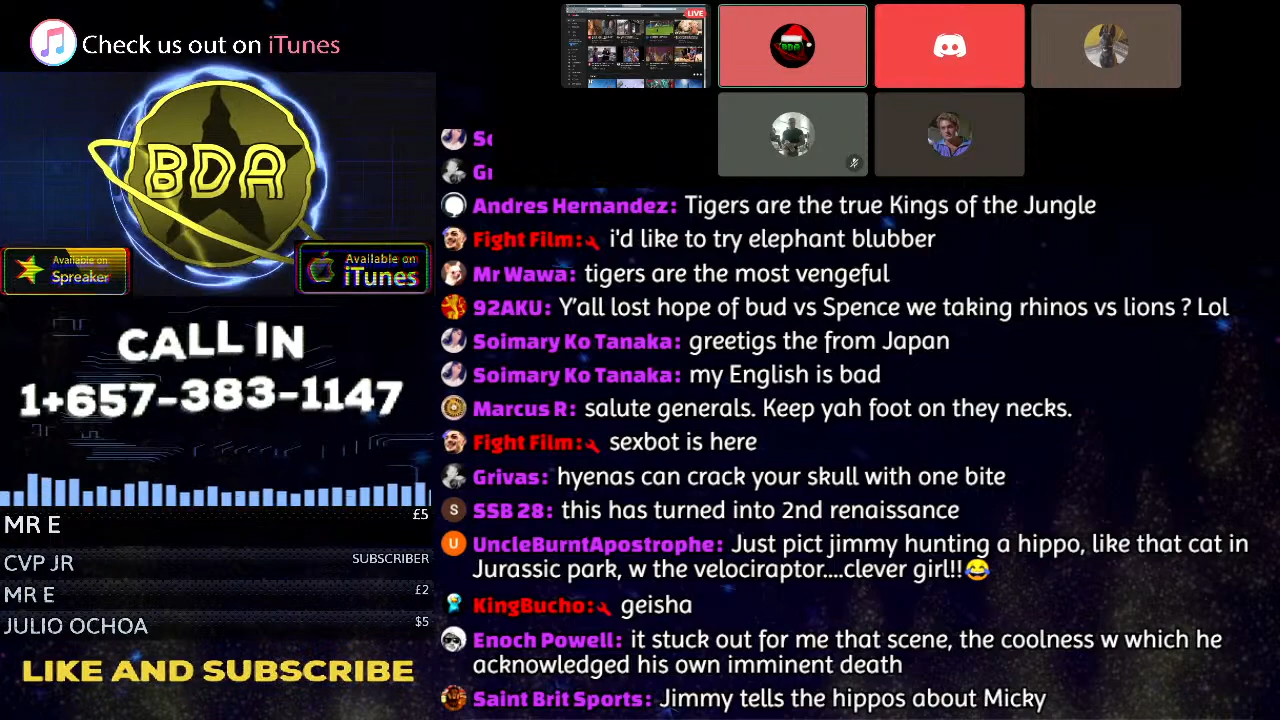 Check us out on iTunes
LIVE
BDA
BDA
Available on
Spreaker
Available on
iTunes
CALL IN
1+657-383-1147
MR E £5
CVP JR SUBSCRIBER
MR E £2
JULIO OCHOA $5
LIKE AND SUBSCRIBE
Andres Hernandez: Tigers are the true Kings of the Jungle
Fight Film: i'd like to try elephant blubber
Mr Wawa: tigers are the most vengeful
92AKU: Y'all lost hope of bud vs Spence we taking rhinos vs lions ? Lol
Soimary Ko Tanaka: greetigs the from Japan
Soimary Ko Tanaka: my English is bad
Marcus R: salute generals. Keep yah foot on they necks.
Fight Film: sexbot is here
Grivas: hyenas can crack your skull with one bite
S SSB 28: this has turned into 2nd renaissance
U UncleBurntApostrophe: Just pict jimmy hunting a hippo, like that cat in
Jurassic park, w the velociraptor....clever girl!!😂
KingBucho: geisha
Enoch Powell: it stuck out for me that scene, the coolness w which he
acknowledged his own imminent death
Saint Brit Sports: Jimmy tells the hippos about Micky